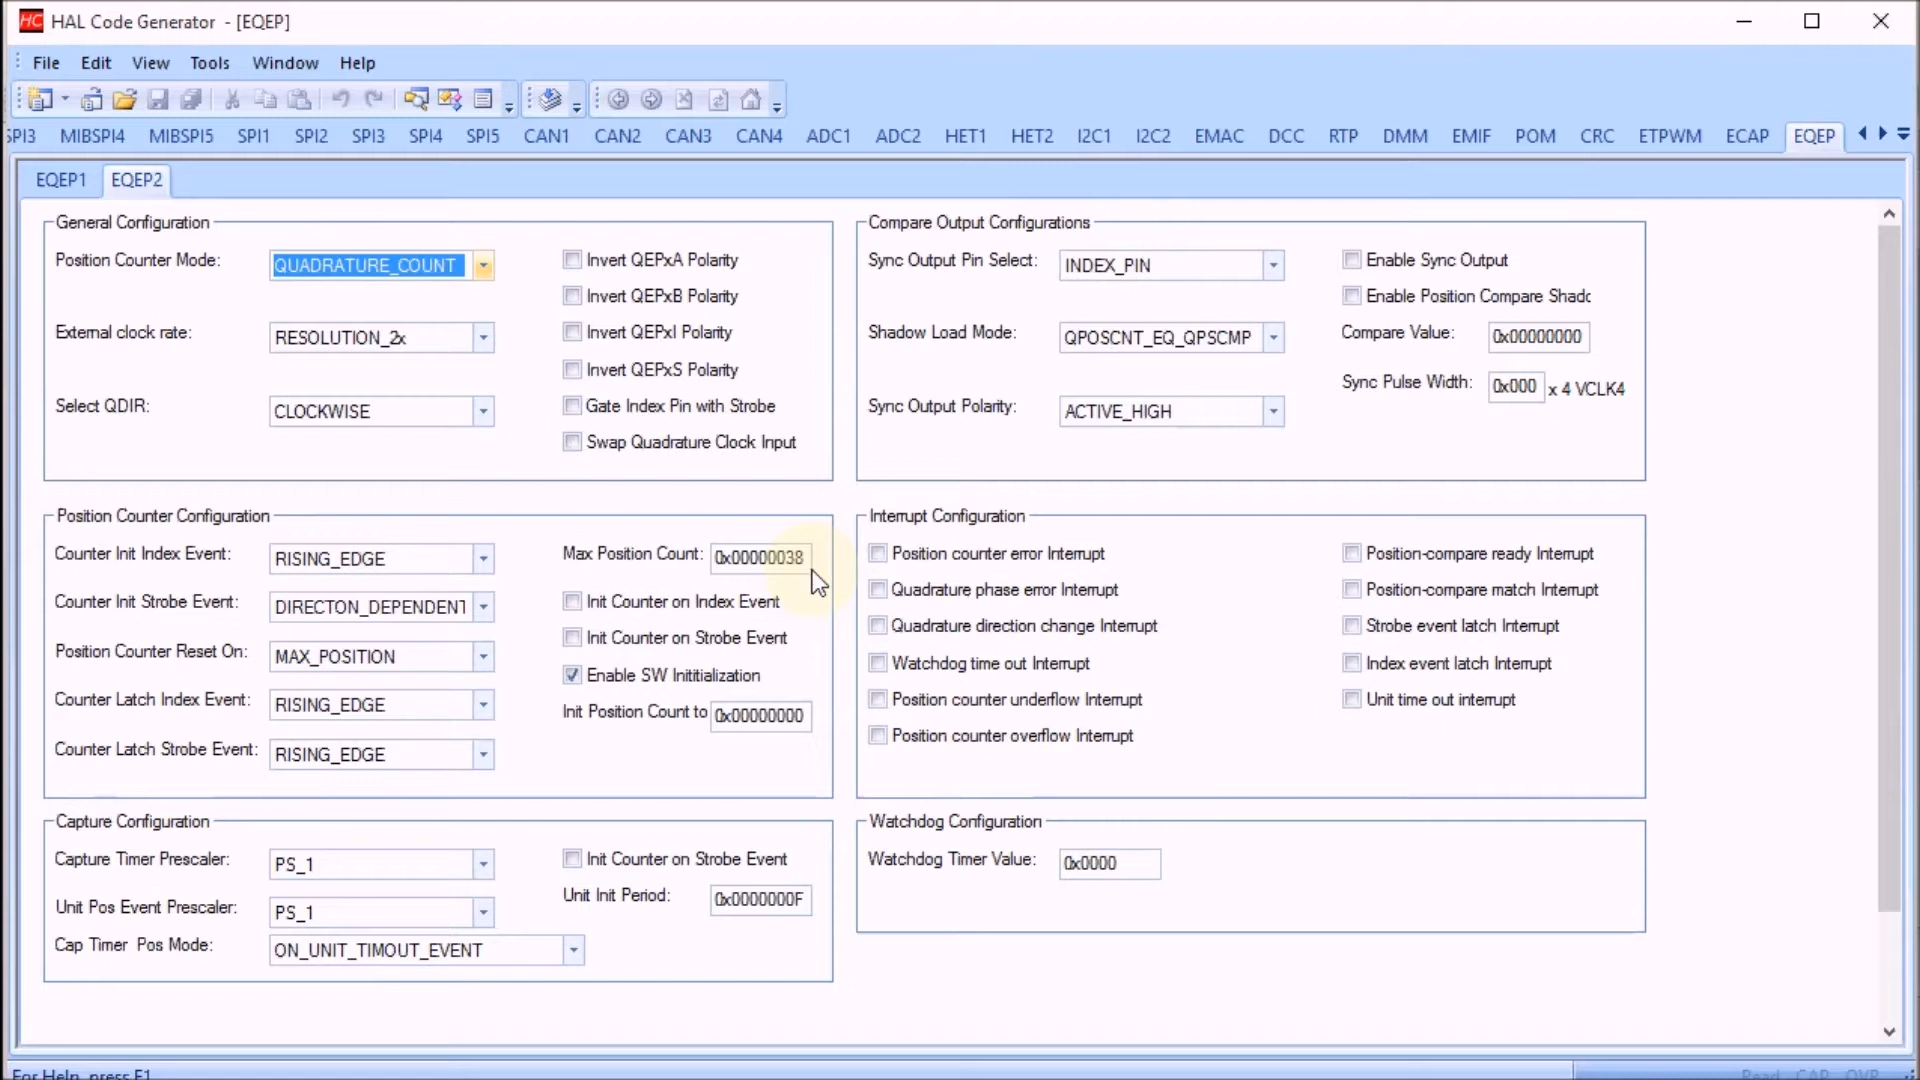 HC HAL Code Generator - [EQEP]
File Edit View Tools Window Help
SPI3 MIBSPI4 MIBSPI5 SPI1 SPI2 SPI3 SPI4 SPI5 CAN1 CAN2 CAN3 CAN4 ADC1 ADC2 HET1 HET2 I2C1 I2C2 EMAC DCC RTP DMM EMIF POM CRC ETPWM ECAP EQEP
EQEP1 EQEP2
General Configuration
Position Counter Mode: QUADRATURE_COUNT
External clock rate: RESOLUTION_2x
Select QDIR: CLOCKWISE
Invert QEPxA Polarity
Invert QEPxB Polarity
Invert QEPxI Polarity
Invert QEPxS Polarity
Gate Index Pin with Strobe
Swap Quadrature Clock Input
Compare Output Configurations
Sync Output Pin Select: INDEX_PIN
Shadow Load Mode: QPOSCNT_EQ_QPSCMP
Sync Output Polarity: ACTIVE_HIGH
Enable Sync Output
Enable Position Compare Shadc
Compare Value: 0x00000000
Sync Pulse Width: 0x000 x 4 VCLK4
Position Counter Configuration
Counter Init Index Event: RISING_EDGE
Counter Init Strobe Event: DIRECTON_DEPENDENT
Position Counter Reset On: MAX_POSITION
Counter Latch Index Event: RISING_EDGE
Counter Latch Strobe Event: RISING_EDGE
Max Position Count: 0x00000038
Init Counter on Index Event
Init Counter on Strobe Event
Enable SW Inititialization
Init Position Count to 0x00000000
Interrupt Configuration
Position counter error Interrupt
Quadrature phase error Interrupt
Quadrature direction change Interrupt
Watchdog time out Interrupt
Position counter underflow Interrupt
Position counter overflow Interrupt
Position-compare ready Interrupt
Position-compare match Interrupt
Strobe event latch Interrupt
Index event latch Interrupt
Unit time out interrupt
Capture Configuration
Capture Timer Prescaler: PS_1
Unit Pos Event Prescaler: PS_1
Cap Timer Pos Mode: ON_UNIT_TIMOUT_EVENT
Init Counter on Strobe Event
Unit Init Period: 0x0000000F
Watchdog Configuration
Watchdog Timer Value: 0x0000
For Help, press F1
Read CAP OVR